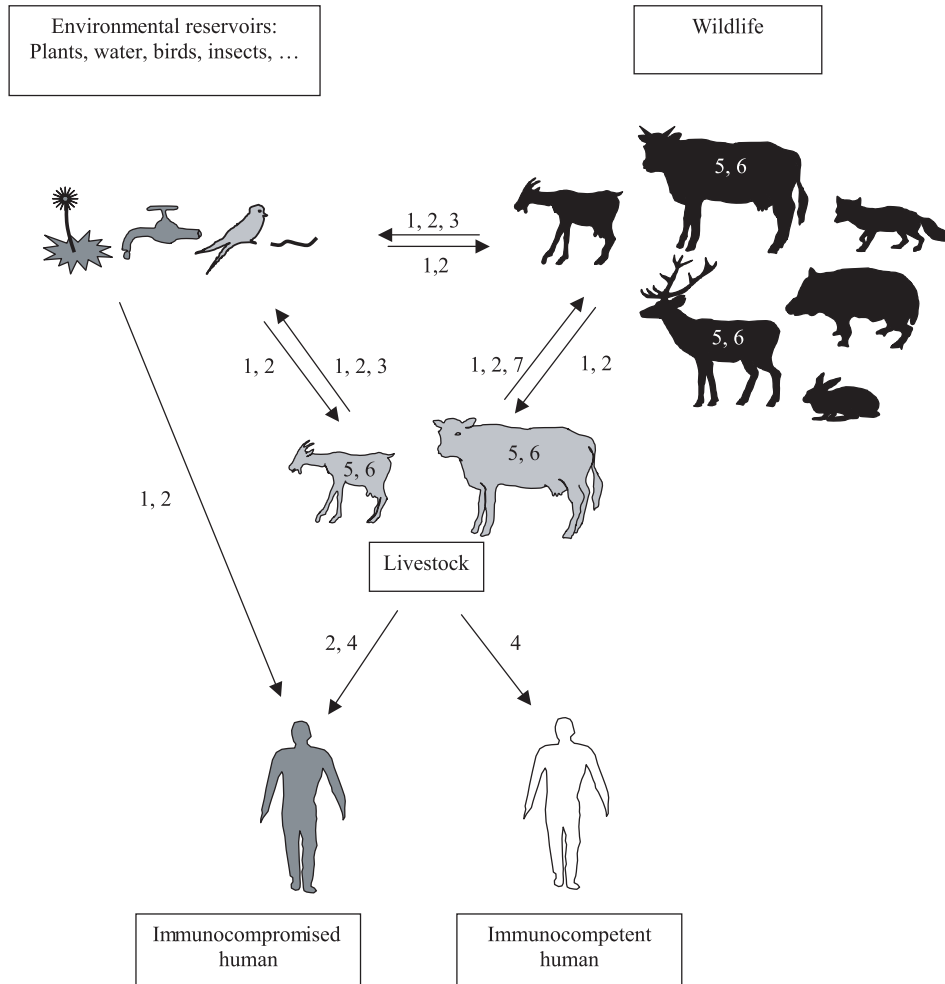 Environmental reservoirs:
Plants, water, birds, insects, …
Wildlife
5, 6
1, 2, 3
1,2
5, 6
1, 2
1, 2, 3
1, 2, 7
1, 2
5, 6
5, 6
1, 2
Livestock
2, 4
4
Immunocompromised
human
Immunocompetent
human